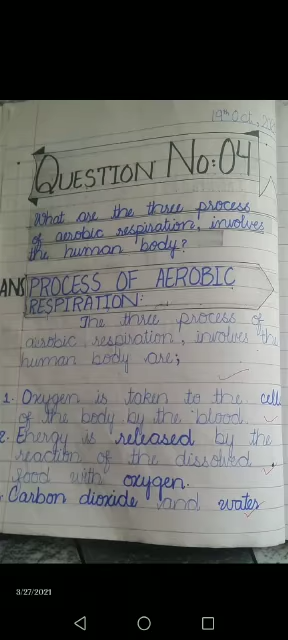 19th Oct, 20
QUESTION No:04
What are the three process
of aerobic respiration, involves
the human body?
ANS PROCESS OF AEROBIC
RESPIRATION:
The three process of
aerobic respiration, involves the
human body are;
1. Oxygen is taken to the cell
of the body by the blood.
2. Energy is released by the
reaction of the dissolved
food with oxygen.
Carbon dioxide and water
3/27/2021